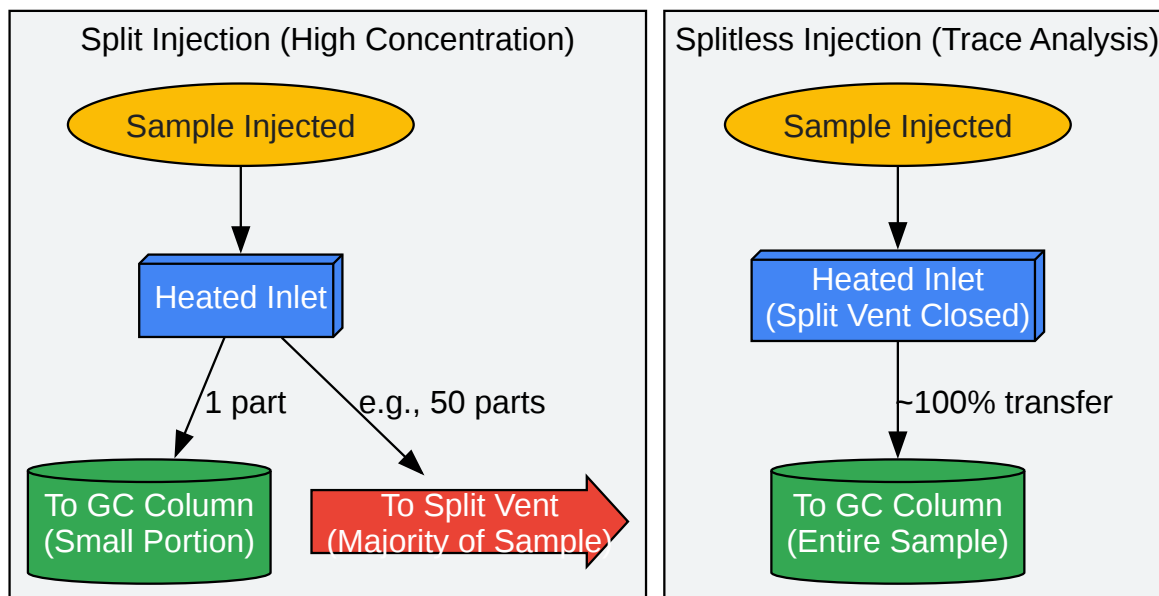 Split Injection (High Concentration)
Sample Injected
Heated Inlet
1 part
e.g., 50 parts
To GC Column
(Small Portion)
To Split Vent
(Majority of Sample)
Splitless Injection (Trace Analysis)
Sample Injected
Heated Inlet
(Split Vent Closed)
~100% transfer
To GC Column
(Entire Sample)